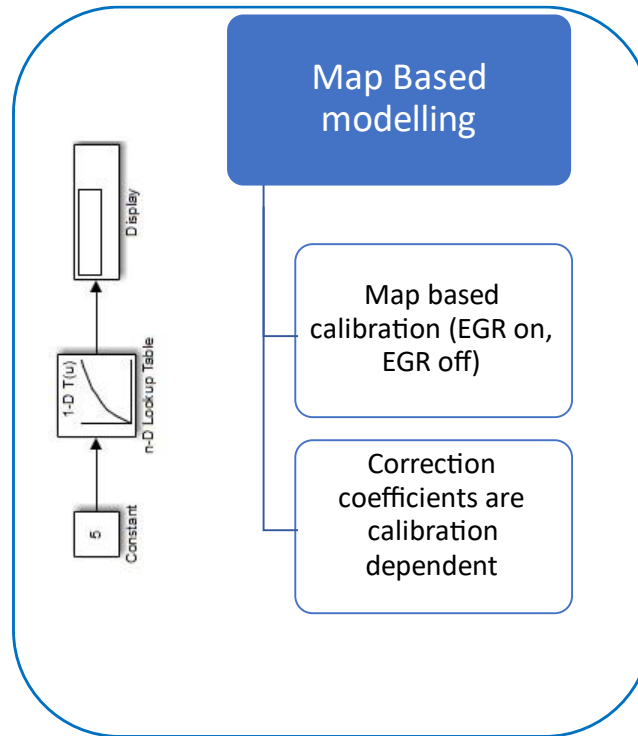 Map Based
modelling
Map based
calibration (EGR on,
EGR off)
Correction
coefficients are
calibration
dependent
Display
1-D T(u)
n-D Lookup Table
5
Constant